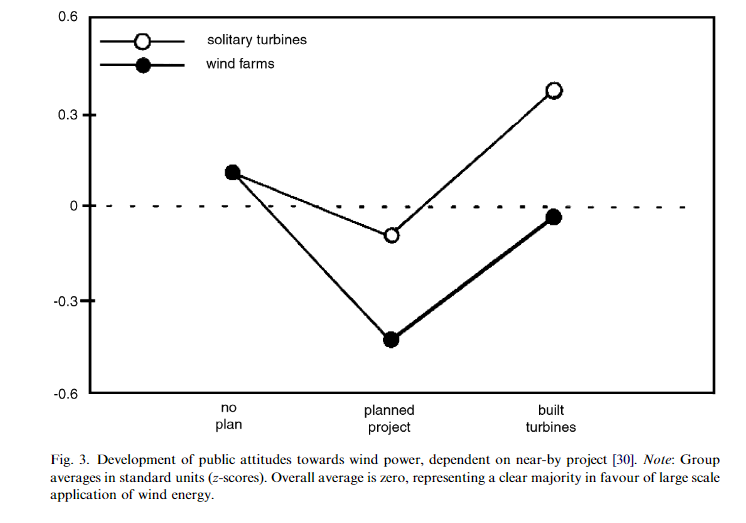 0.6
solitary turbines
wind farms
0.3
0
-0.3
-0.6
no
plan
planned
project
built
turbines
Fig. 3. Development of public attitudes towards wind power, dependent on near-by project [30]. Note: Group
averages in standard units (z-scores). Overall average is zero, representing a clear majority in favour of large scale
application of wind energy.